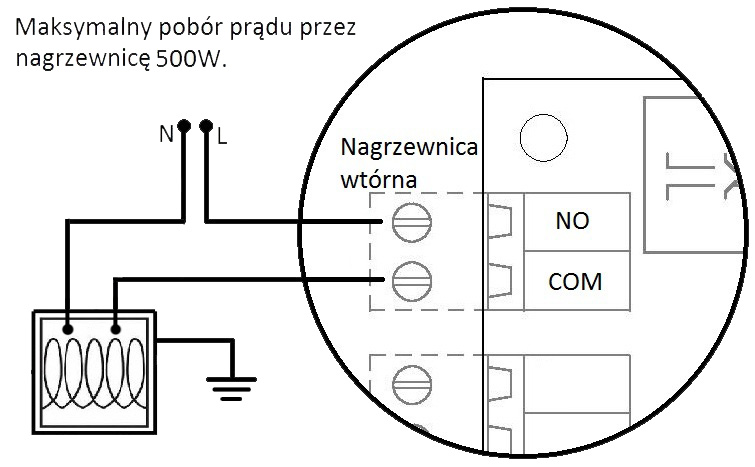 Maksymalny pobór prądu przez
nagrzewnicę 500W.
N L
Nagrzewnica
wtórna
NO
COM